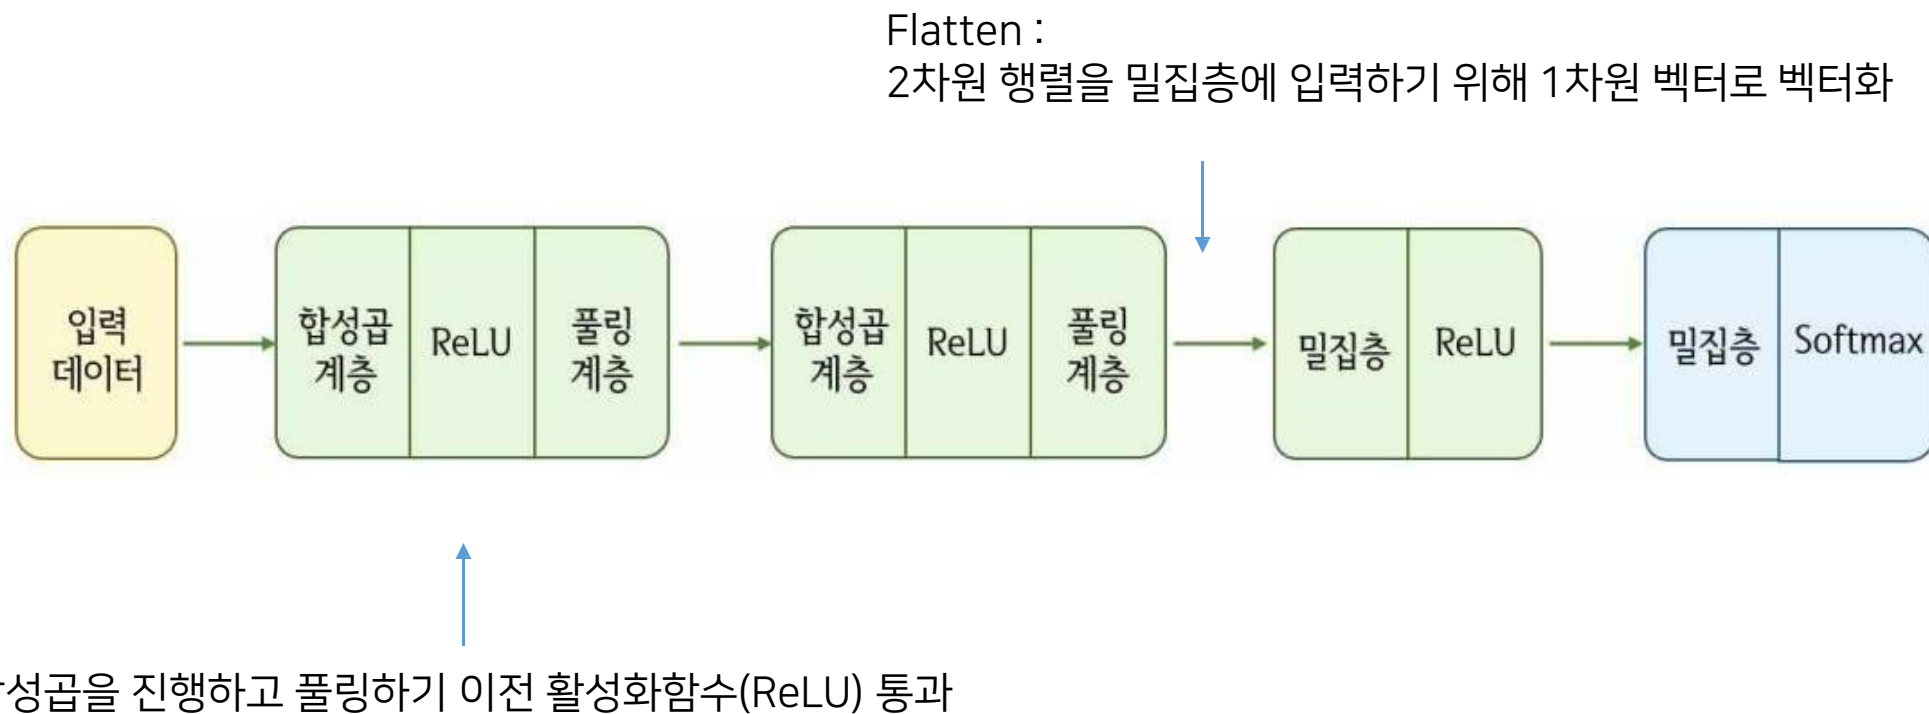 Flatten :
2차원 행렬을 밀집층에 입력하기 위해 1차원 벡터로 벡터화
입력
데이터
합성곱
계층
ReLU
풀링
계층
합성곱
계층
ReLU
풀링
계층
밀집층
ReLU
밀집층
Softmax
진행하고 풀링하기 이전 활성화함수(ReLU) 통과